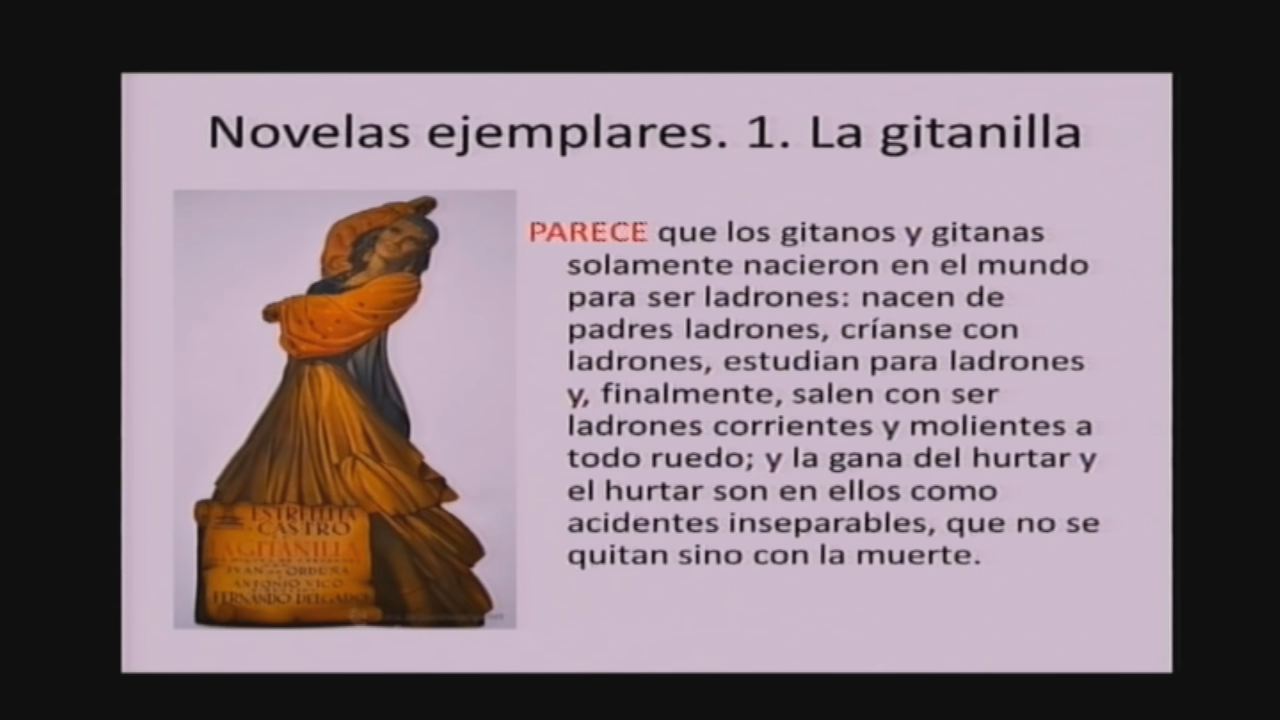 Novelas ejemplares. 1. La gitanilla
PARECE que los gitanos y gitanas
solamente nacieron en el mundo
para ser ladrones: nacen de
padres ladrones, críanse con
ladrones, estudian para ladrones
y, finalmente, salen con ser
ladrones corrientes y molientes a
todo ruedo; y la gana del hurtar y
el hurtar son en ellos como
acidentes inseparables, que no se
quitan sino con la muerte.
ESTRELLITA
CASTRO
LA GITANILLA
JUAN DE ORDUÑA
ANTONIO VICO
FERNANDO DELGADO